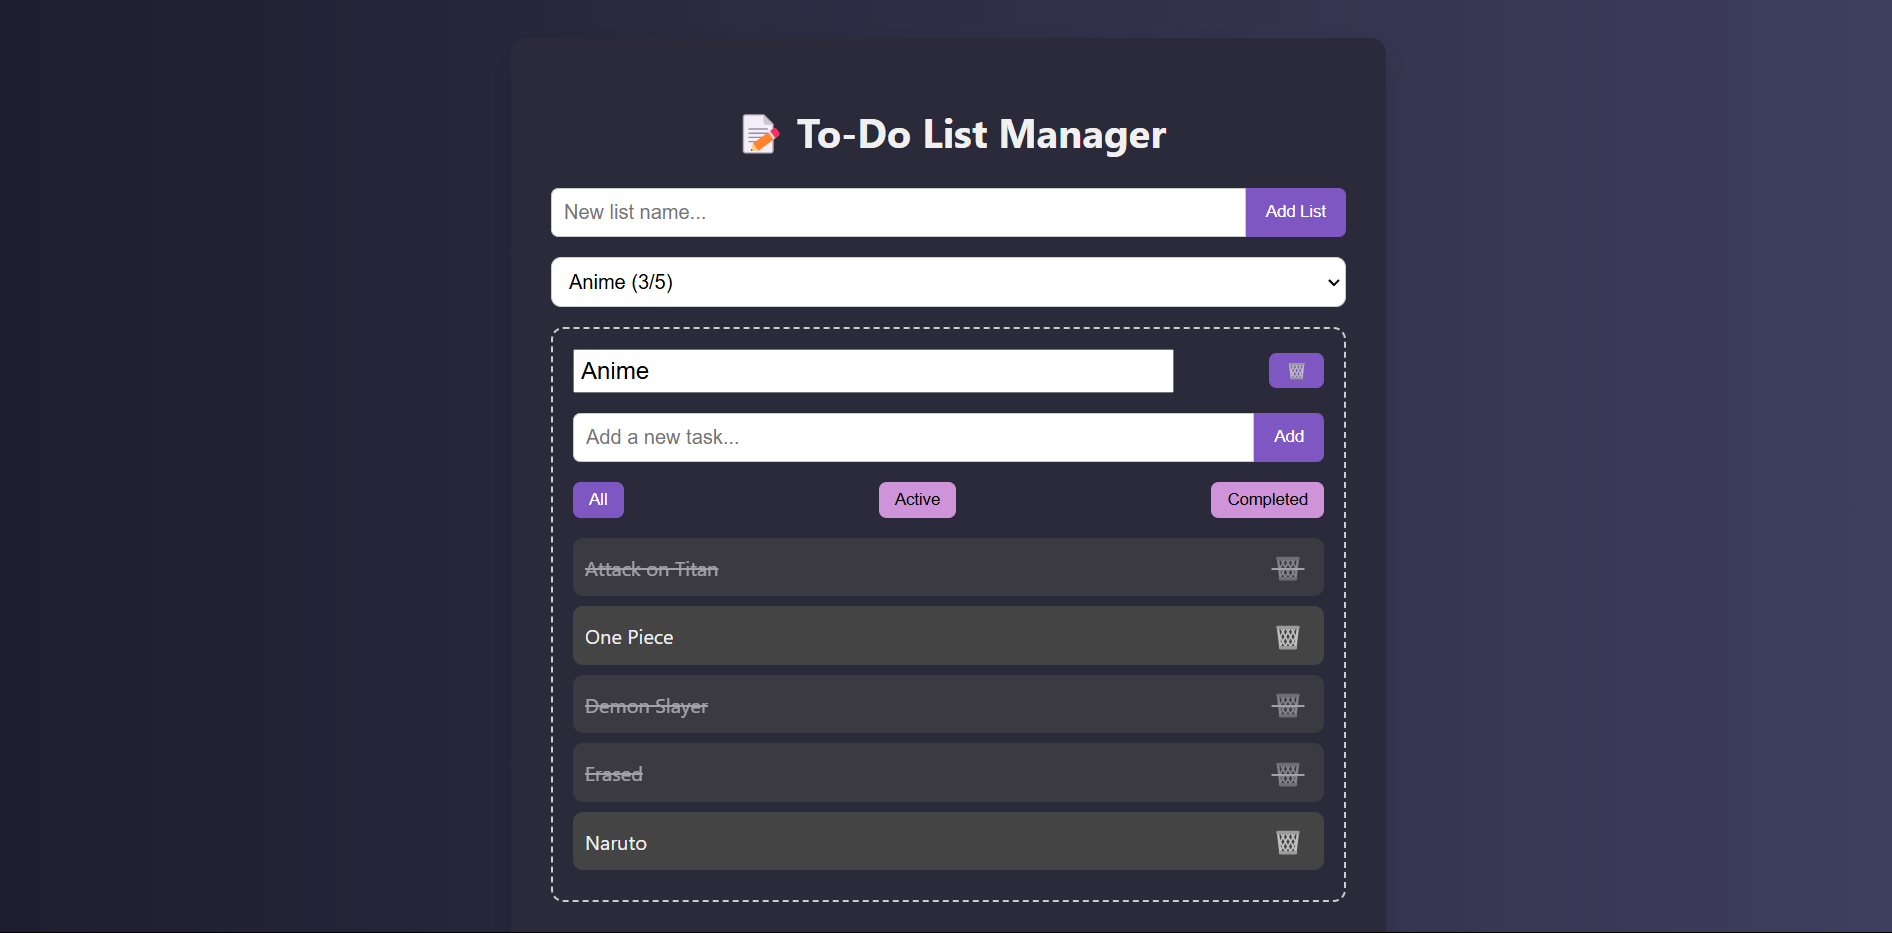 To-Do List Manager
New list name...
Add List
Anime (3/5)
Anime
Add a new task...
Add
All
Active
Completed
Attack on Titan
One Piece
Demon Slayer
Erased
Naruto